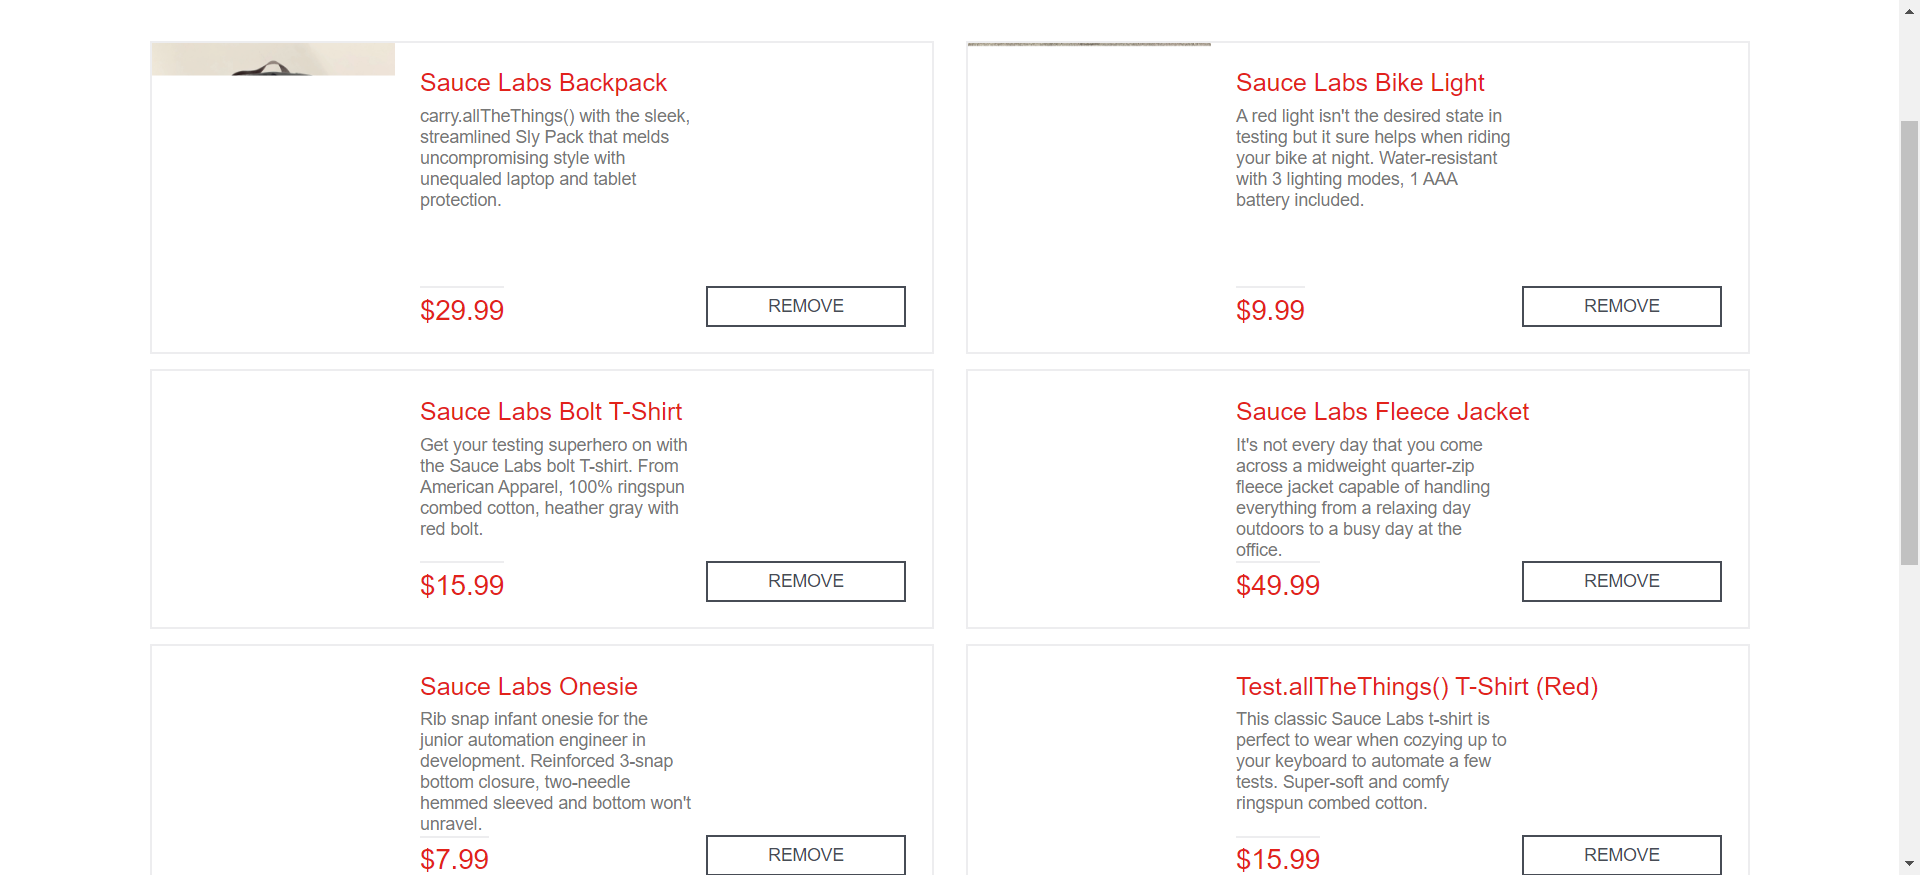 Sauce Labs Backpack
carry.allTheThings() with the sleek,
streamlined Sly Pack that melds
uncompromising style with
unequaled laptop and tablet
protection.
$29.99
REMOVE
Sauce Labs Bike Light
A red light isn't the desired state in
testing but it sure helps when riding
your bike at night. Water-resistant
with 3 lighting modes, 1 AAA
battery included.
$9.99
REMOVE
Sauce Labs Bolt T-Shirt
Get your testing superhero on with
the Sauce Labs bolt T-shirt. From
American Apparel, 100% ringspun
combed cotton, heather gray with
red bolt.
$15.99
REMOVE
Sauce Labs Fleece Jacket
It's not every day that you come
across a midweight quarter-zip
fleece jacket capable of handling
everything from a relaxing day
outdoors to a busy day at the
office.
$49.99
REMOVE
Sauce Labs Onesie
Rib snap infant onesie for the
junior automation engineer in
development. Reinforced 3-snap
bottom closure, two-needle
hemmed sleeved and bottom won't
unravel.
$7.99
REMOVE
Test.allTheThings() T-Shirt (Red)
This classic Sauce Labs t-shirt is
perfect to wear when cozying up to
your keyboard to automate a few
tests. Super-soft and comfy
ringspun combed cotton.
$15.99
REMOVE